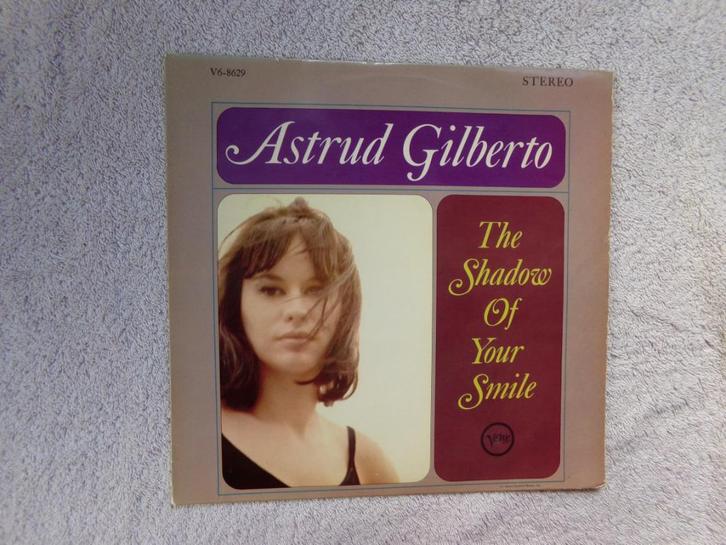 V6-8629
STEREO
Astrud Gilberto
The
Shadow
Of
Your
Smile
Verve